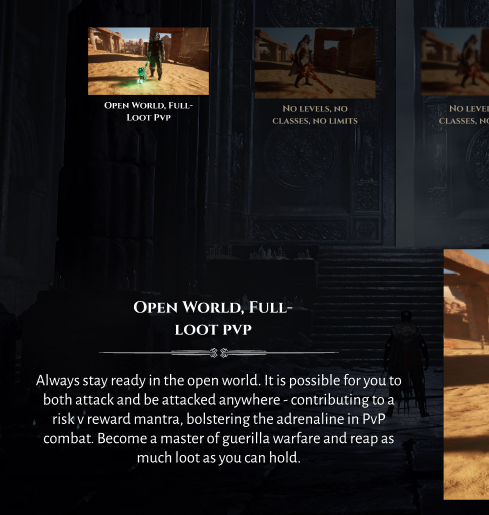 Open World, Full-
Loot Pvp
No levels, no
classes, no limits
No leve
classes, no
Open World, Full-
loot pvp
Always stay ready in the open world. It is possible for you to
both attack and be attacked anywhere - contributing to a
risk v reward mantra, bolstering the adrenaline in PvP
combat. Become a master of guerilla warfare and reap as
much loot as you can hold.